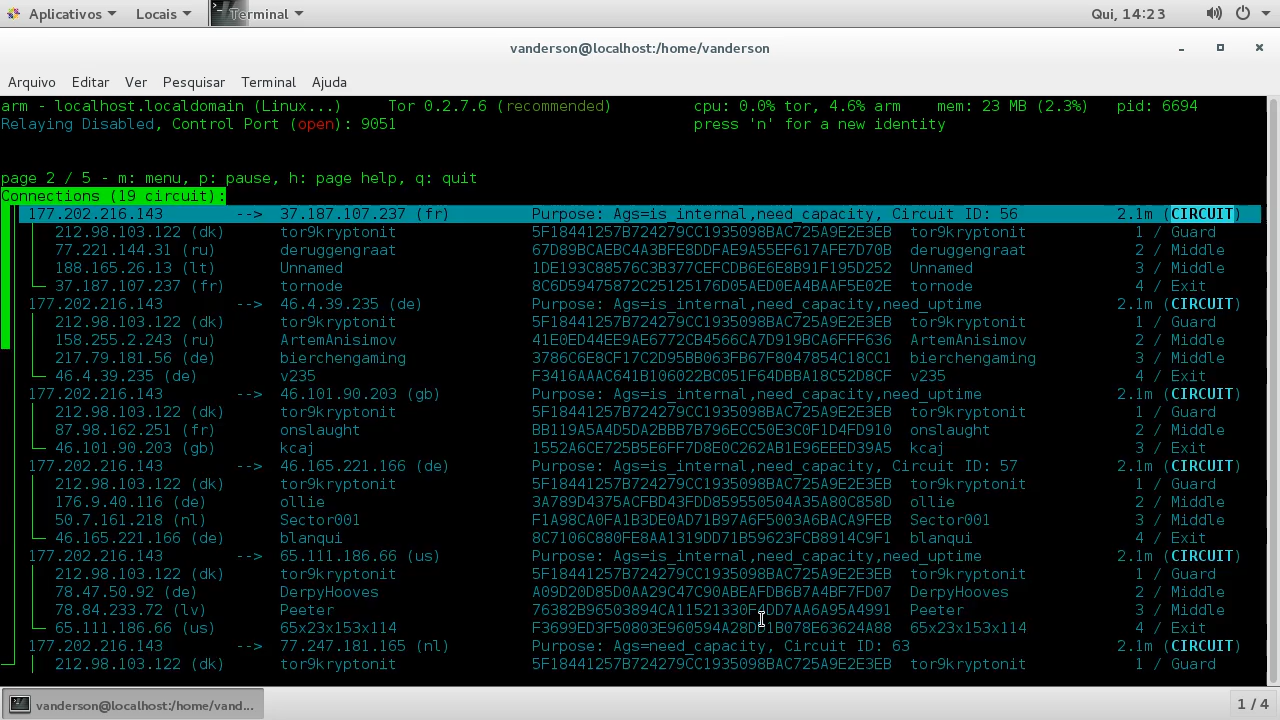 Aplicativos Locais Terminal Qui, 14:23
vanderson@localhost:/home/vanderson
Arquivo Editar Ver Pesquisar Terminal Ajuda
arm - localhost.localdomain (Linux...) Tor 0.2.7.6 (recommended) cpu: 0.0% tor, 4.6% arm mem: 23 MB (2.3%) pid: 6694
Relaying Disabled, Control Port (open): 9051 press 'n' for a new identity
page 2 / 5 - m: menu, p: pause, h: page help, q: quit
Connections (19 circuit):
177.202.216.143 --> 37.187.107.237 (fr) Purpose: Ags=is_internal,need_capacity, Circuit ID: 56 2.1m (CIRCUIT)
212.98.103.122 (dk) tor9kryptonit 5F18441257B724279CC1935098BAC725A9E2E3EB tor9kryptonit 1 / Guard
77.221.144.31 (ru) deruggengraat 67D89BCAEBC4A3BFE8DDFAE9A55EF617AFE7D70B deruggengraat 2 / Middle
188.165.26.13 (lt) Unnamed 1DE193C88576C3B377CEFCDB6E6E8B91F195D252 Unnamed 3 / Middle
37.187.107.237 (fr) tornode 8C6D59475872C25125176D05AED0EA4BAAF5E02E tornode 4 / Exit
177.202.216.143 --> 46.4.39.235 (de) Purpose: Ags=is_internal,need_capacity,need_uptime 2.1m (CIRCUIT)
212.98.103.122 (dk) tor9kryptonit 5F18441257B724279CC1935098BAC725A9E2E3EB tor9kryptonit 1 / Guard
158.255.2.243 (ru) ArtemAnisimov 41E0ED44EE9AE6772CB4566CA7D919BCA6FFF636 ArtemAnisimov 2 / Middle
217.79.181.56 (de) bierchengaming 3786C6E8CF17C2D95BB063FB67F8047854C18CC1 bierchengaming 3 / Middle
46.4.39.235 (de) v235 F3416AAAC641B106022BC051F64DBBA18C52D8CF v235 4 / Exit
177.202.216.143 --> 46.101.90.203 (gb) Purpose: Ags=is_internal,need_capacity,need_uptime 2.1m (CIRCUIT)
212.98.103.122 (dk) tor9kryptonit 5F18441257B724279CC1935098BAC725A9E2E3EB tor9kryptonit 1 / Guard
87.98.162.251 (fr) onslaught BB119A5A4D5DA2BBB7B796ECC50E3C0F1D4FD910 onslaught 2 / Middle
46.101.90.203 (gb) kcaj 1552A6CE725B5E6FF7D8E0C262AB1E96EEED39A5 kcaj 3 / Exit
177.202.216.143 --> 46.165.221.166 (de) Purpose: Ags=is_internal,need_capacity, Circuit ID: 57 2.1m (CIRCUIT)
212.98.103.122 (dk) tor9kryptonit 5F18441257B724279CC1935098BAC725A9E2E3EB tor9kryptonit 1 / Guard
176.9.40.116 (de) ollie 3A789D4375ACFBD43FDD859550504A35A80C858D ollie 2 / Middle
50.7.161.218 (nl) Sector001 F1A98CA0FA1B3DE0AD71B97A6F5003A6BACA9FEB Sector001 3 / Middle
46.165.221.166 (de) blanqui 8C7106C880FE8AA1319DD71B59623FCB8914C9F1 blanqui 4 / Exit
177.202.216.143 --> 65.111.186.66 (us) Purpose: Ags=is_internal,need_capacity,need_uptime 2.1m (CIRCUIT)
212.98.103.122 (dk) tor9kryptonit 5F18441257B724279CC1935098BAC725A9E2E3EB tor9kryptonit 1 / Guard
78.47.50.92 (de) DerpyHooves A09D20D85D0AA29C47C90ABEAFDB6B7A4BF7FD07 DerpyHooves 2 / Middle
78.84.233.72 (lv) Peeter 76382B96503894CA11521330F4DD7AA6A95A4991 Peeter 3 / Middle
65.111.186.66 (us) 65x23x153x114 F3699ED3F50803E960594A28DD1B078E63624A88 65x23x153x114 4 / Exit
177.202.216.143 --> 77.247.181.165 (nl) Purpose: Ags=need_capacity, Circuit ID: 63 2.1m (CIRCUIT)
212.98.103.122 (dk) tor9kryptonit 5F18441257B724279CC1935098BAC725A9E2E3EB tor9kryptonit 1 / Guard
vanderson@localhost:/home/vand... 1 / 4